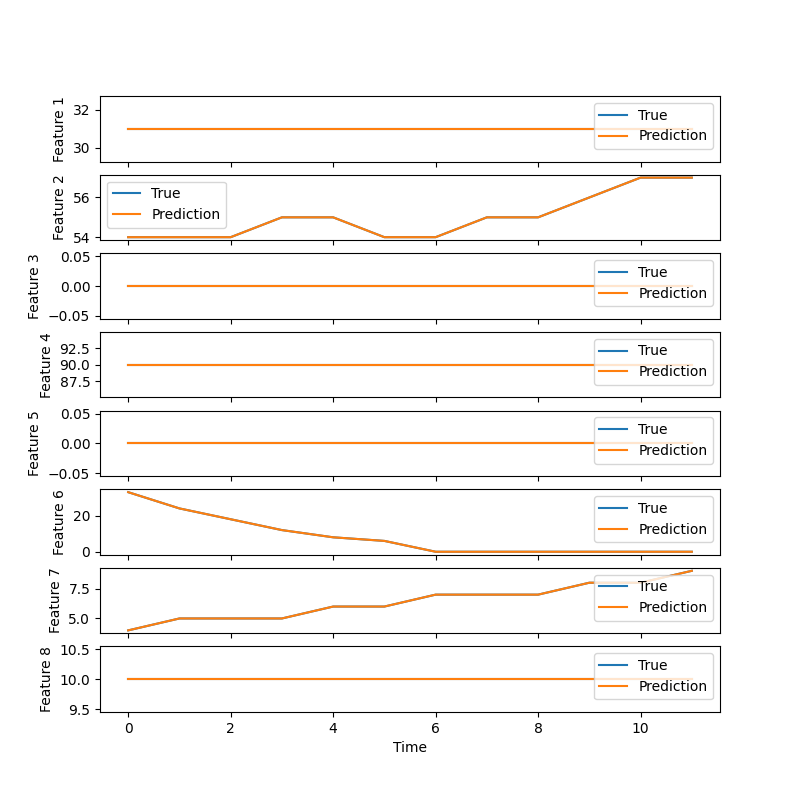 Feature 1
32
30
True
Prediction
Feature 2
56
54
True
Prediction
Feature 3
0.05
0.00
−0.05
True
Prediction
Feature 4
92.5
90.0
87.5
True
Prediction
Feature 5
0.05
0.00
−0.05
True
Prediction
Feature 6
20
0
True
Prediction
Feature 7
7.5
5.0
True
Prediction
Feature 8
10.5
10.0
9.5
True
Prediction
0 2 4 6 8 10
Time